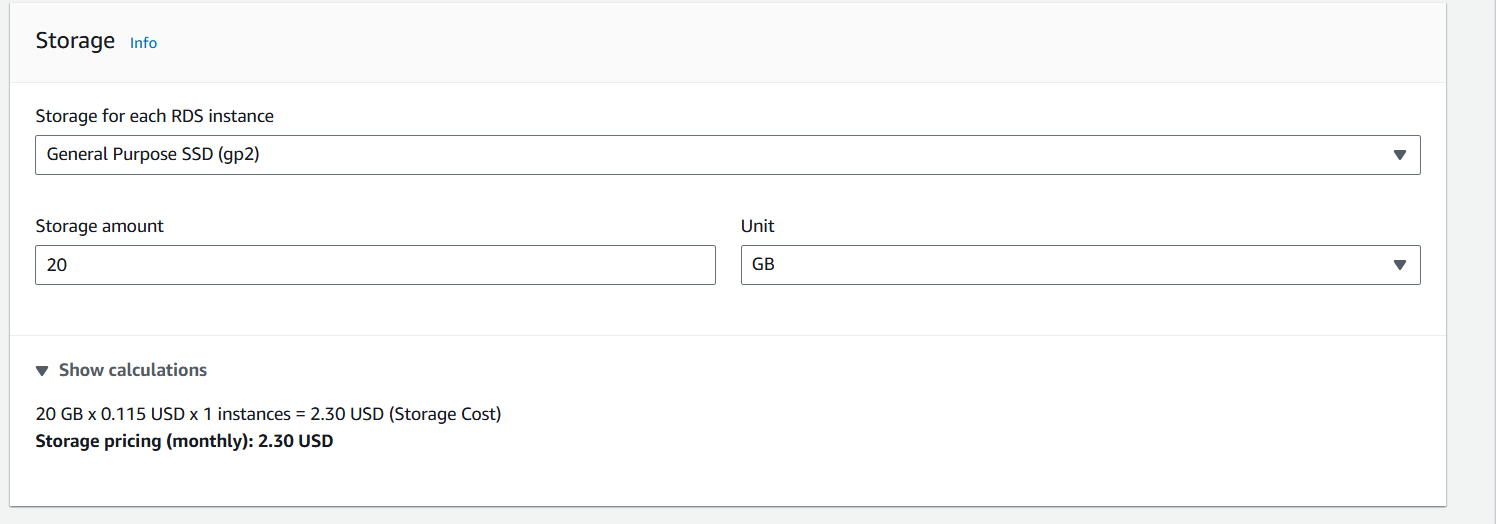 Storage Info
Storage for each RDS instance
General Purpose SSD (gp2)
Storage amount
Unit
20
GB
Show calculations
20 GB x 0.115 USD x 1 instances = 2.30 USD (Storage Cost)
Storage pricing (monthly): 2.30 USD